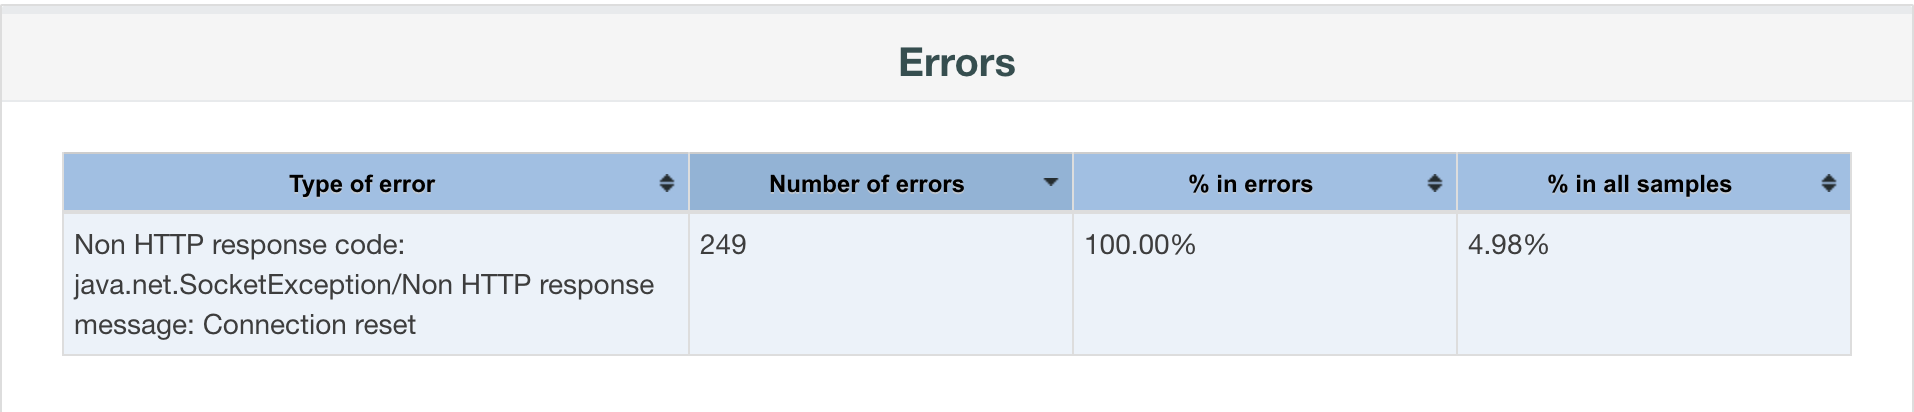 Errors
Type of error Number of errors % in errors % in all samples
Non HTTP response code: 249 100.00% 4.98%
java.net.SocketException/Non HTTP response
message: Connection reset